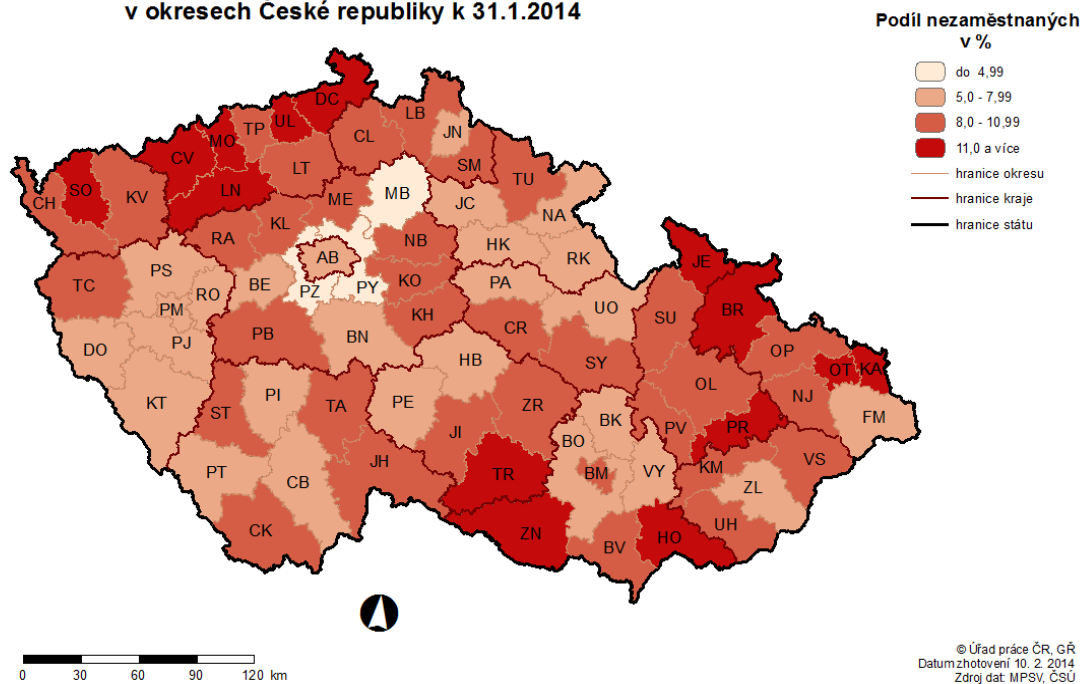 v okresech České republiky k 31.1.2014
Podíl nezaměstnaných
v %
do 4,99
5,0 - 7,99
8,0 - 10,99
11,0 a více
hranice okresu
hranice kraje
hranice státu
DC
LB
UL
TP
MO
CL
JN
CV
LT
SM
TU
SO
LN
MB
KV
ME
CH
JC
NA
KL
RA
NB
HK
AB
RK
JE
PS
TC
BE
PZ
PY
KO
PA
RO
PM
UO
BR
KH
SU
CR
PB
BN
PJ
DO
OP
HB
SY
OT
KA
OL
PI
NJ
KT
PE
TA
ZR
ST
FM
BK
PV
PR
JI
BO
VS
JH
KM
PT
TR
BM
VY
CB
ZL
UH
CK
ZN
HO
BV
0 30 60 90 120 km
© Úřad práce ČR, GŘ
Datum zhotovení 10. 2. 2014
Zdroj dat: MPSV, ČSÚ